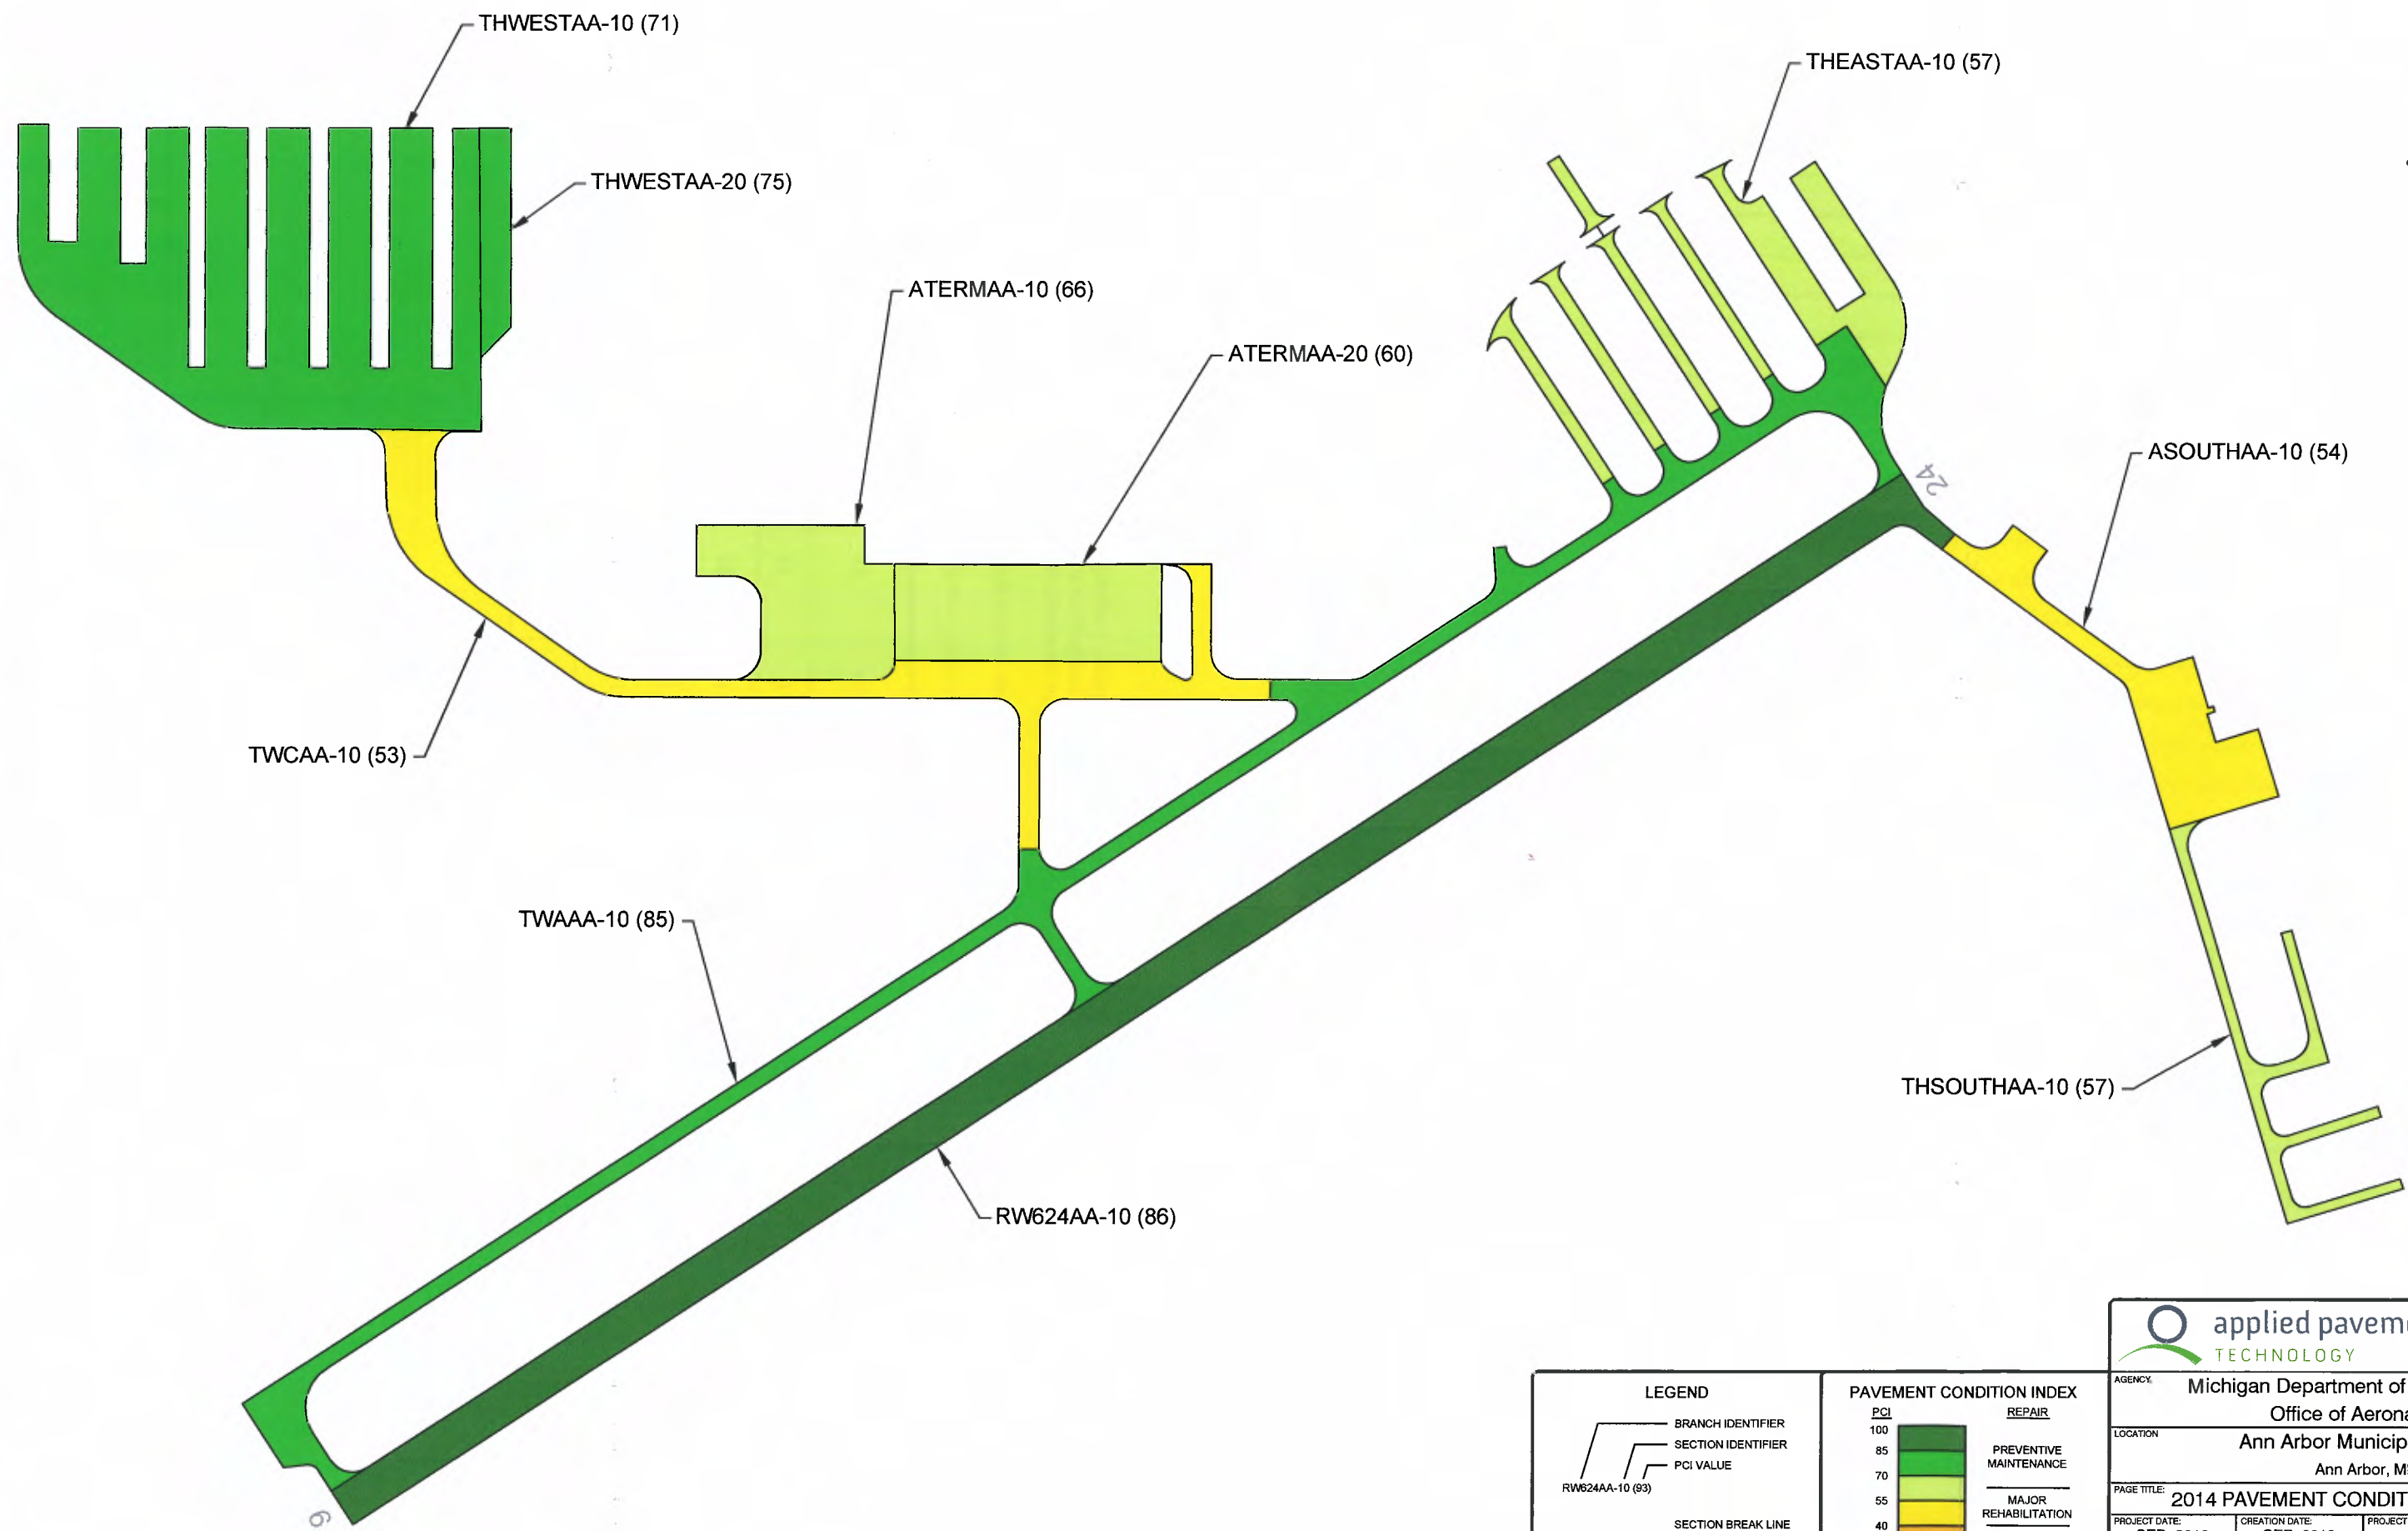 THWESTAA-10 (71)
THEASTAA-10 (57)
THWESTAA-20 (75)
ATERMAA-10 (66)
ATERMAA-20 (60)
ASOUTHAA-10 (54)
24
TWCAA-10 (53)
TWAAA-10 (85)
THSOUTHAA-10 (57)
RW624AA-10 (86)
6
LEGEND
BRANCH IDENTIFIER
SECTION IDENTIFIER
PCI VALUE
RW624AA-10 (93)
SECTION BREAK LINE
PAVEMENT CONDITION INDEX
PCI
REPAIR
100
85
PREVENTIVE
MAINTENANCE
70
55
MAJOR
REHABILITATION
40
applied pavem
TECHNOLOGY
AGENCY:
Michigan Department of
Office of Aerona
LOCATION
Ann Arbor Municip
Ann Arbor, M
PAGE TITLE:
2014 PAVEMENT CONDIT
PROJECT DATE:
CREATION DATE:
PROJECT